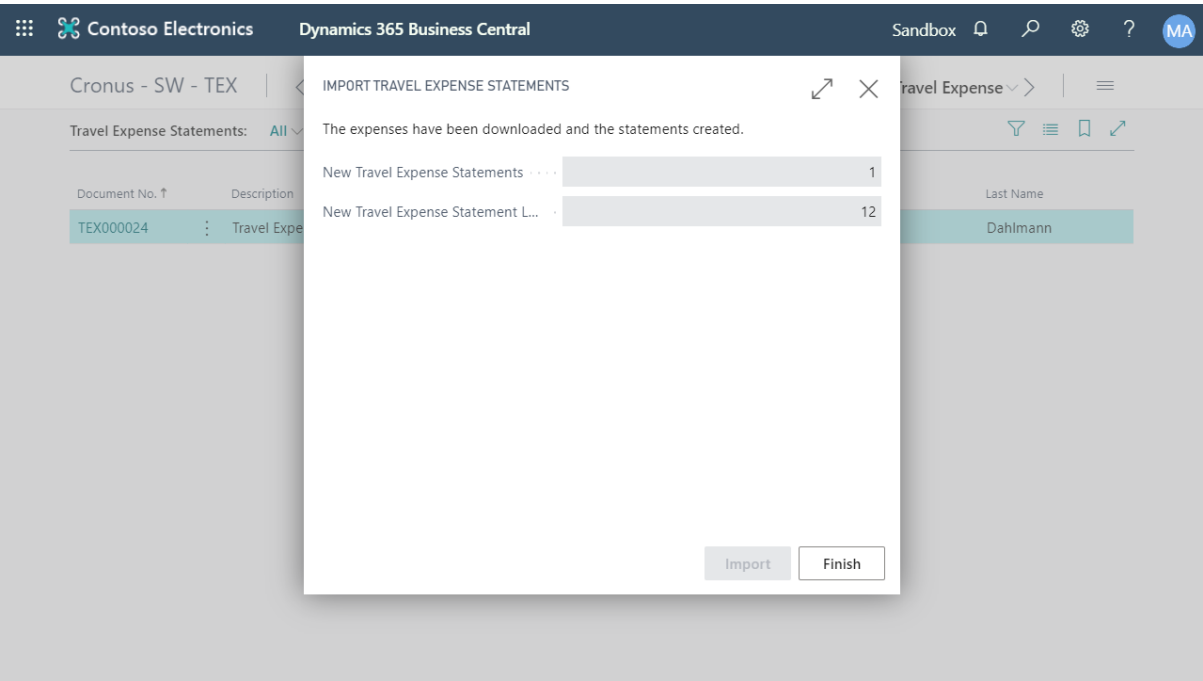 Contoso Electronics Dynamics 365 Business Central Sandbox ? MA
Cronus - SW - TEX IMPORT TRAVEL EXPENSE STATEMENTS Travel Expense
Travel Expense Statements: All The expenses have been downloaded and the statements created.
New Travel Expense Statements 1
Document No. ↑ Description New Travel Expense Statement L... 12 Last Name
TEX000024 Travel Expe Dahlmann
Import Finish